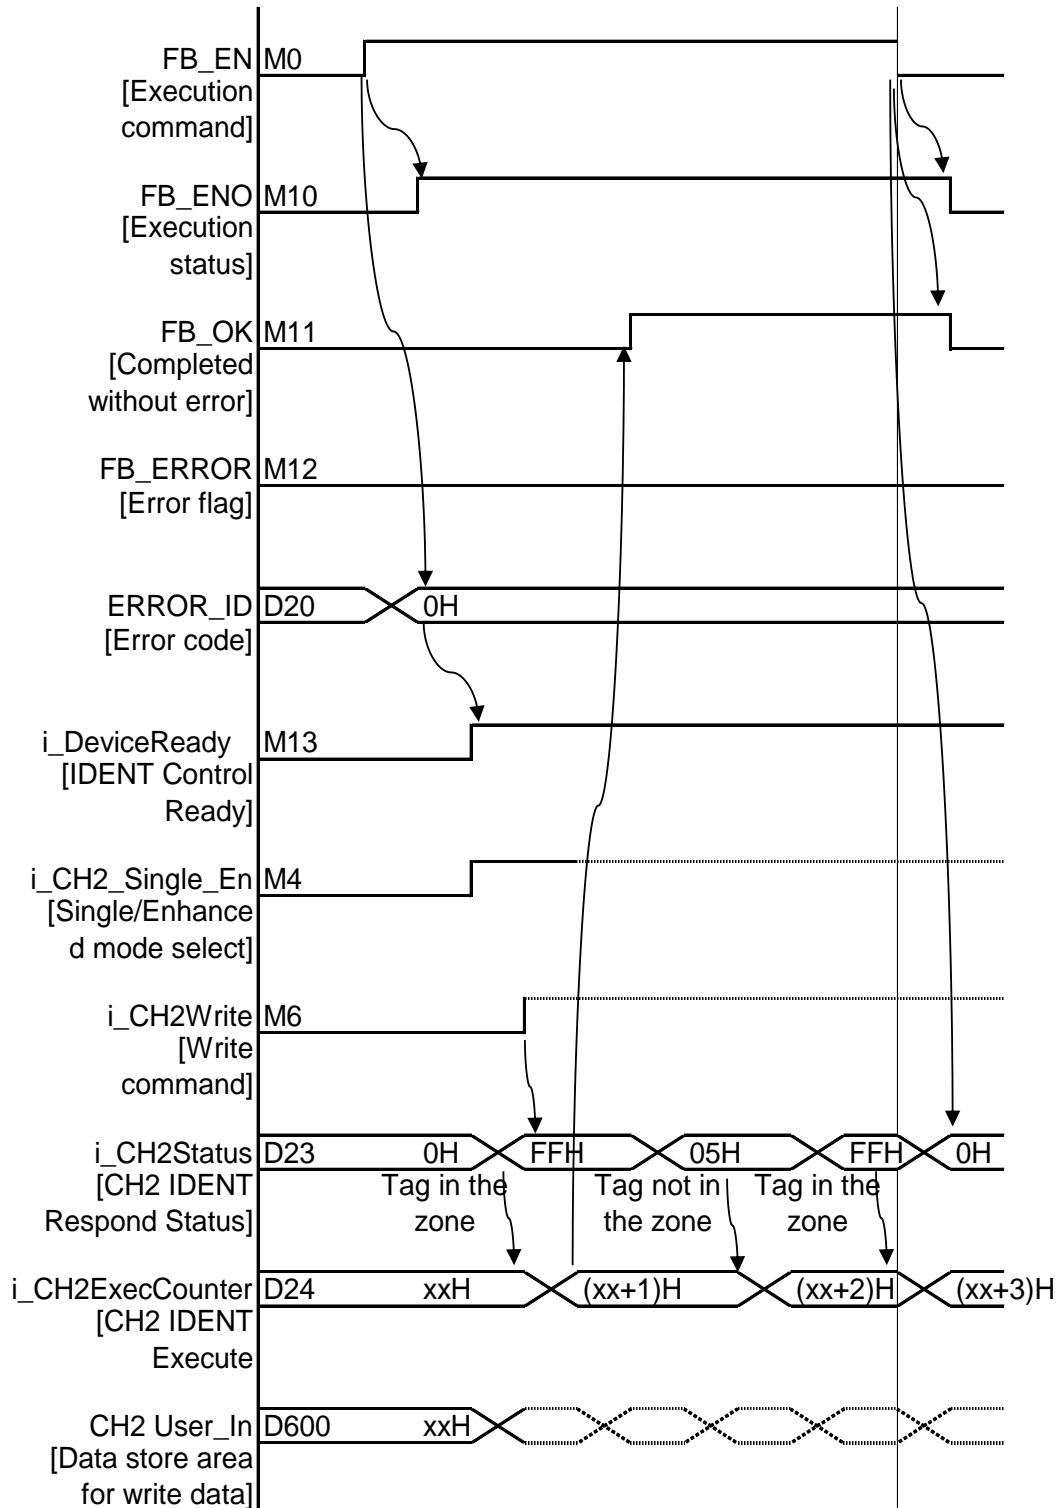 FB_EN M0
[Execution
command]
FB_ENO M10
[Execution
status]
FB_OK M11
[Completed
without error]
FB_ERROR M12
[Error flag]
ERROR_ID D20 0H
[Error code]
i_DeviceReady M13
[IDENT Control
Ready]
i_CH2_Single_En M4
[Single/Enhance
d mode select]
i_CH2Write M6
[Write
command]
i_CH2Status D23 0H FFH 05H FFH 0H
[CH2 IDENT Tag in the Tag not in Tag in the
Respond Status] zone the zone zone
i_CH2ExecCounter D24 xxH (xx+1)H (xx+2)H (xx+3)H
[CH2 IDENT
Execute
CH2 User_In D600 xxH
[Data store area
for write data]